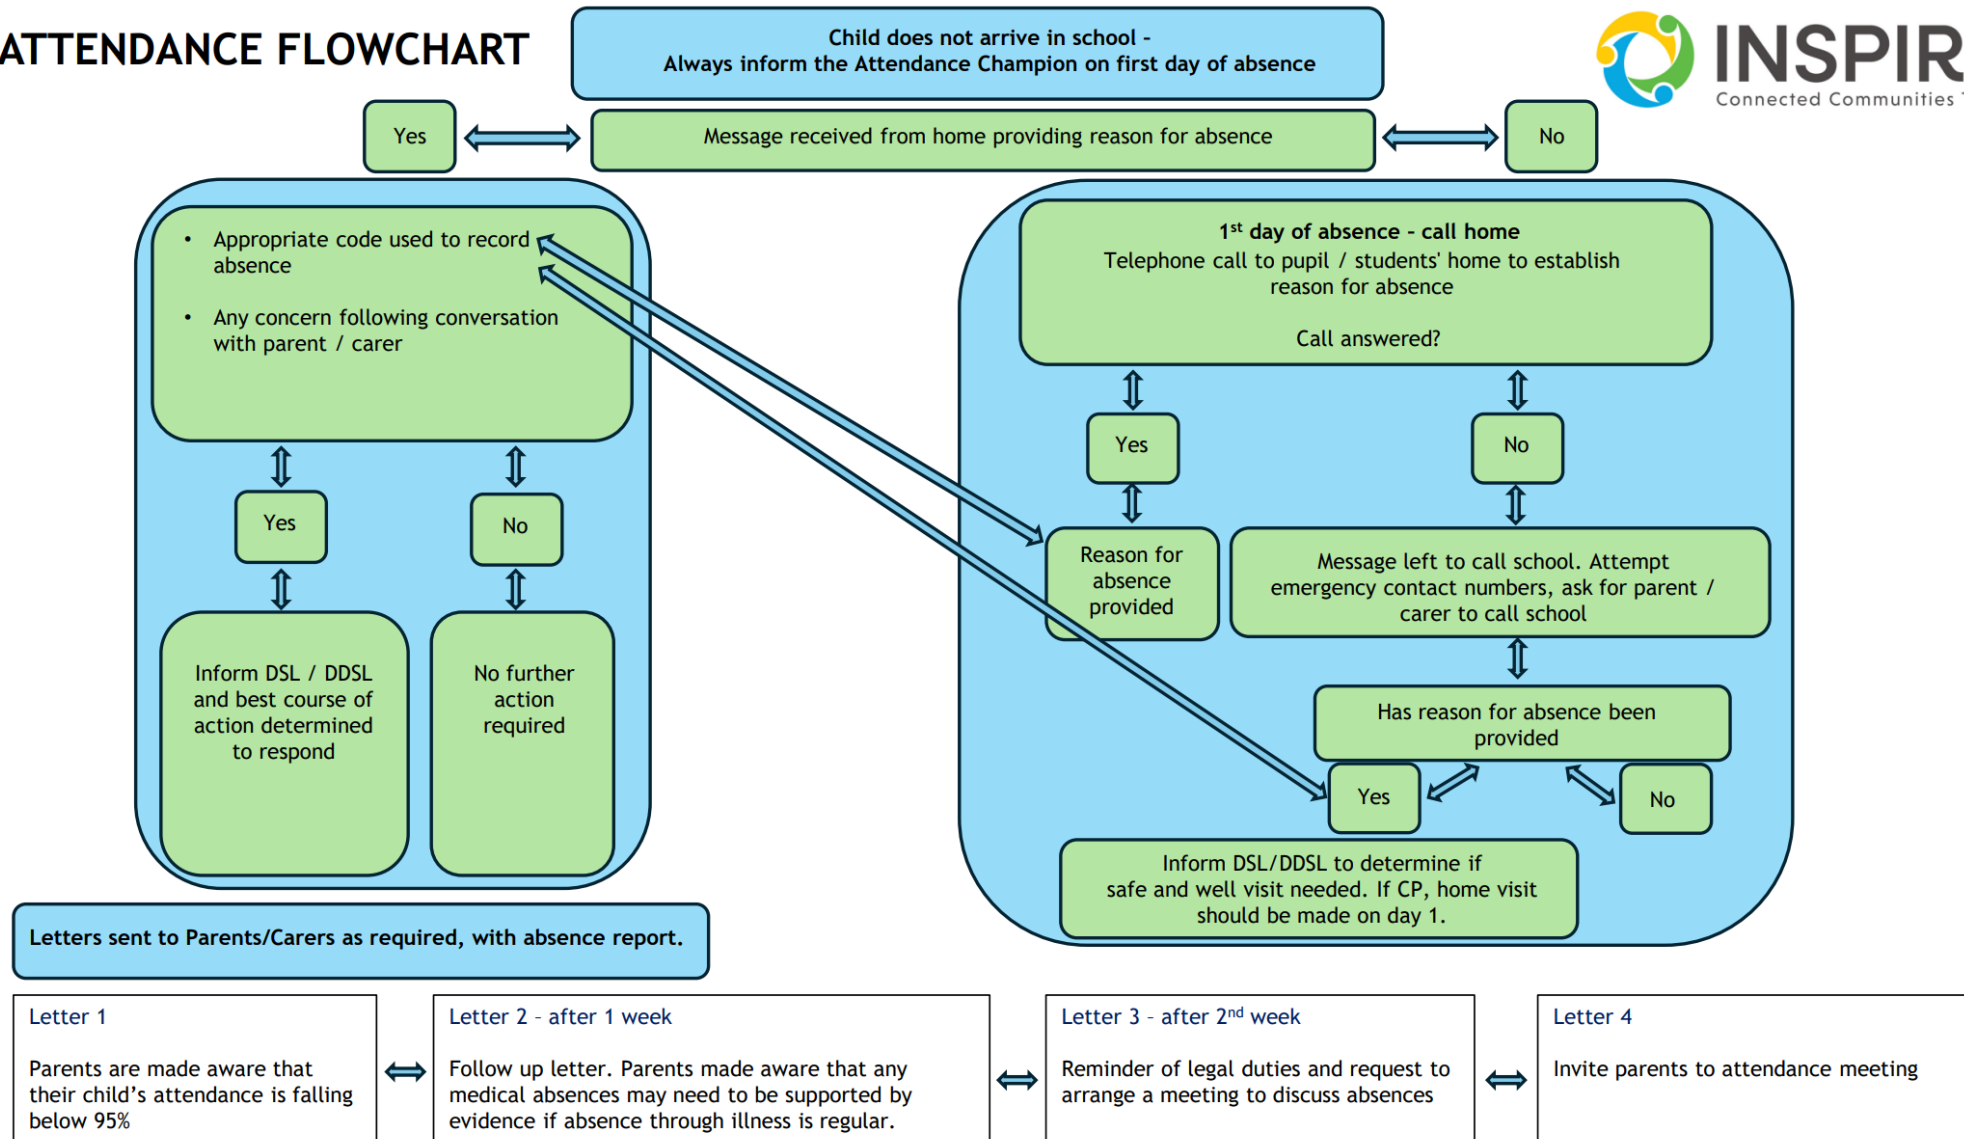 ATTENDANCE FLOWCHART
Child does not arrive in school -
Always inform the Attendance Champion on first day of absence
INSPIR
Connected Communities
Yes
Message received from home providing reason for absence
No
• Appropriate code used to record
absence
• Any concern following conversation
with parent / carer
Yes
No
Inform DSL / DDSL
and best course of
action determined
to respond
No further
action
required
1st day of absence - call home
Telephone call to pupil / students' home to establish
reason for absence
Call answered?
Yes
No
Reason for
absence
provided
Message left to call school. Attempt
emergency contact numbers, ask for parent /
carer to call school
Has reason for absence been
provided
Yes
No
Inform DSL/DDSL to determine if
safe and well visit needed. If CP, home visit
should be made on day 1.
Letters sent to Parents/Carers as required, with absence report.
Letter 1
Parents are made aware that
their child's attendance is falling
below 95%
Letter 2 - after 1 week
Follow up letter. Parents made aware that any
medical absences may need to be supported by
evidence if absence through illness is regular.
Letter 3 - after 2nd week
Reminder of legal duties and request to
arrange a meeting to discuss absences
Letter 4
Invite parents to attendance meeting